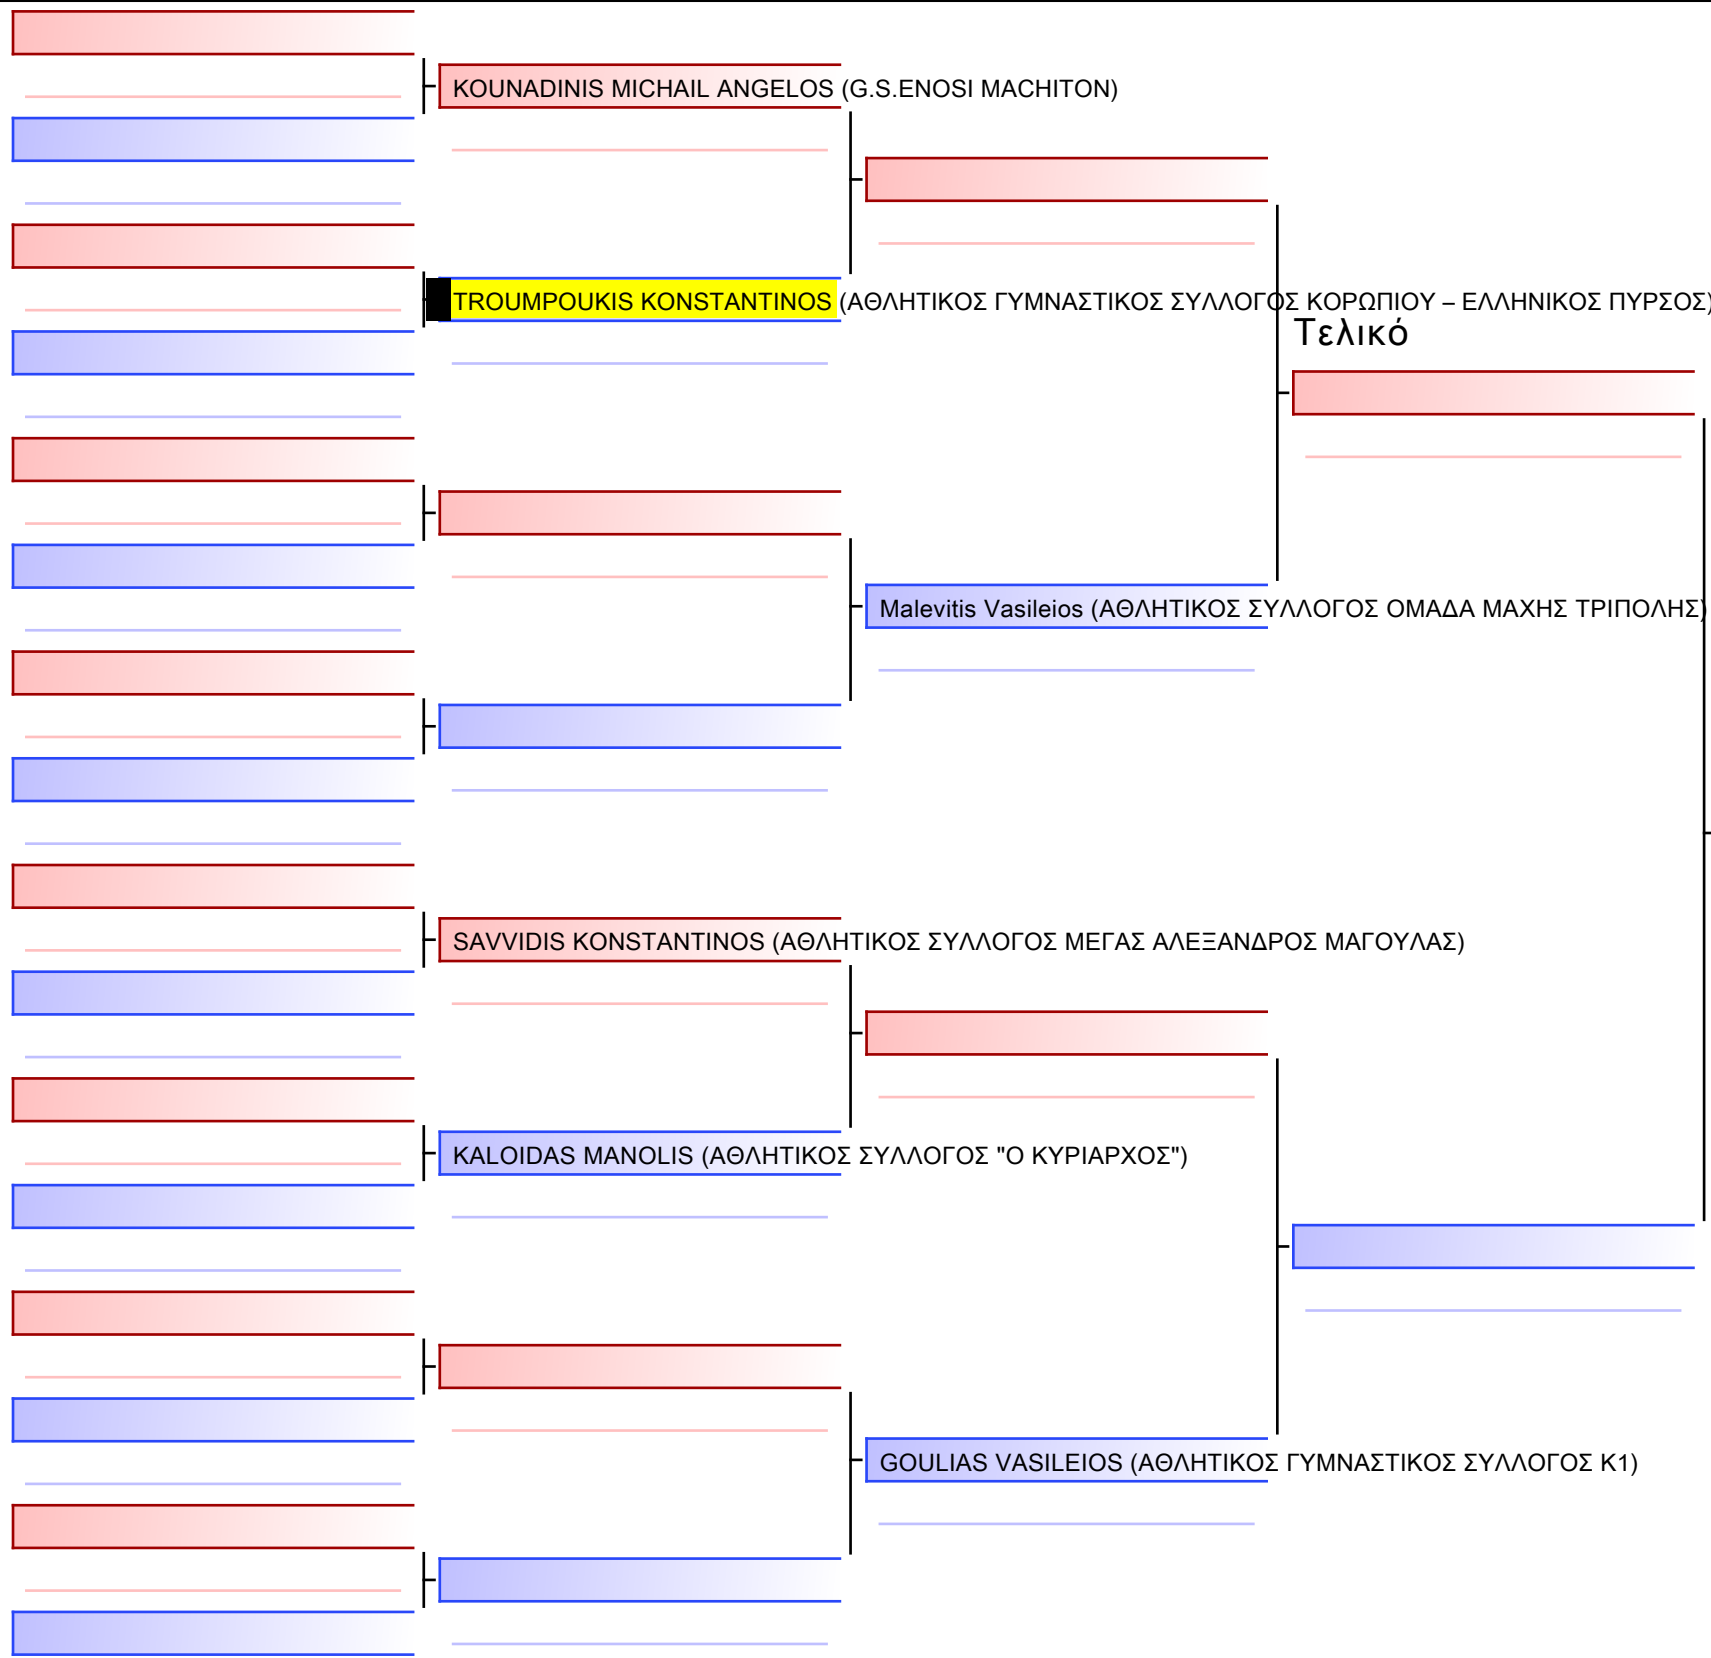 KOUNADINIS MICHAIL ANGELOS (G.S.ENOSI MACHITON)
TROUMPOUKIS KONSTANTINOS (ΑΘΛΗΤΙΚΟΣ ΓΥΜΝΑΣΤΙΚΟΣ ΣΥΛΛΟΓΟΣ ΚΟΡΩΠΙΟΥ – ΕΛΛΗΝΙΚΟΣ ΠΥΡΣΟΣ)
Τελικό
Malevitis Vasileios (ΑΘΛΗΤΙΚΟΣ ΣΥΛΛΟΓΟΣ ΟΜΑΔΑ ΜΑΧΗΣ ΤΡΙΠΟΛΗΣ)
SAVVIDIS KONSTANTINOS (ΑΘΛΗΤΙΚΟΣ ΣΥΛΛΟΓΟΣ ΜΕΓΑΣ ΑΛΕΞΑΝΔΡΟΣ ΜΑΓΟΥΛΑΣ)
KALOIDAS MANOLIS (ΑΘΛΗΤΙΚΟΣ ΣΥΛΛΟΓΟΣ "Ο ΚΥΡΙΑΡΧΟΣ")
GOULIAS VASILEIOS (ΑΘΛΗΤΙΚΟΣ ΓΥΜΝΑΣΤΙΚΟΣ ΣΥΛΛΟΓΟΣ Κ1)